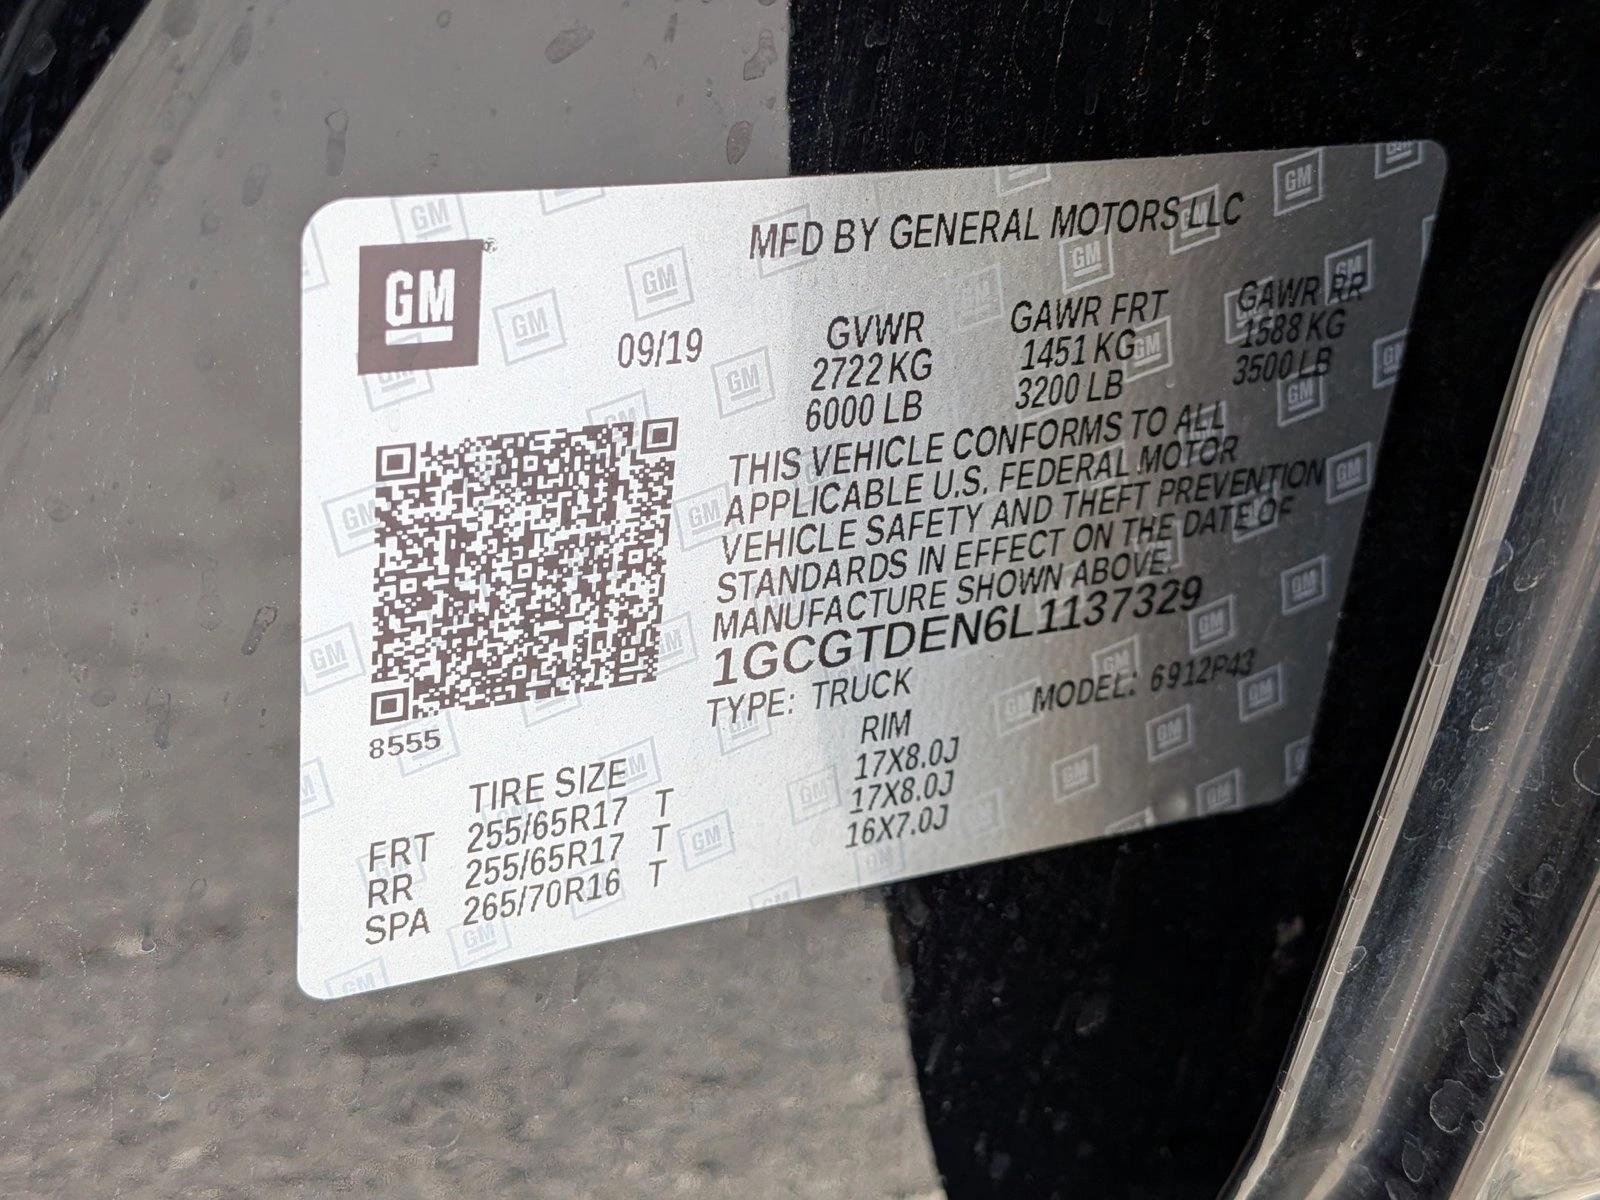 GM
MFD BY GENERAL MOTORS LLC
09/19
GVWR GAWR FRT GAWR RR
2722 KG 1451 KG 1588 KG
6000 LB 3200 LB 3500 LB
THIS VEHICLE CONFORMS TO ALL
APPLICABLE U.S. FEDERAL MOTOR
VEHICLE SAFETY AND THEFT PREVENTION
STANDARDS IN EFFECT ON THE DATE OF
MANUFACTURE SHOWN ABOVE.
1GCGTDEN6L1137329
TYPE: TRUCK MODEL: 6912P43
8555
TIRE SIZE RIM
FRT 255/65R17 T 17X8.0J
RR 255/65R17 T 17X8.0J
SPA 265/70R16 T 16X7.0J